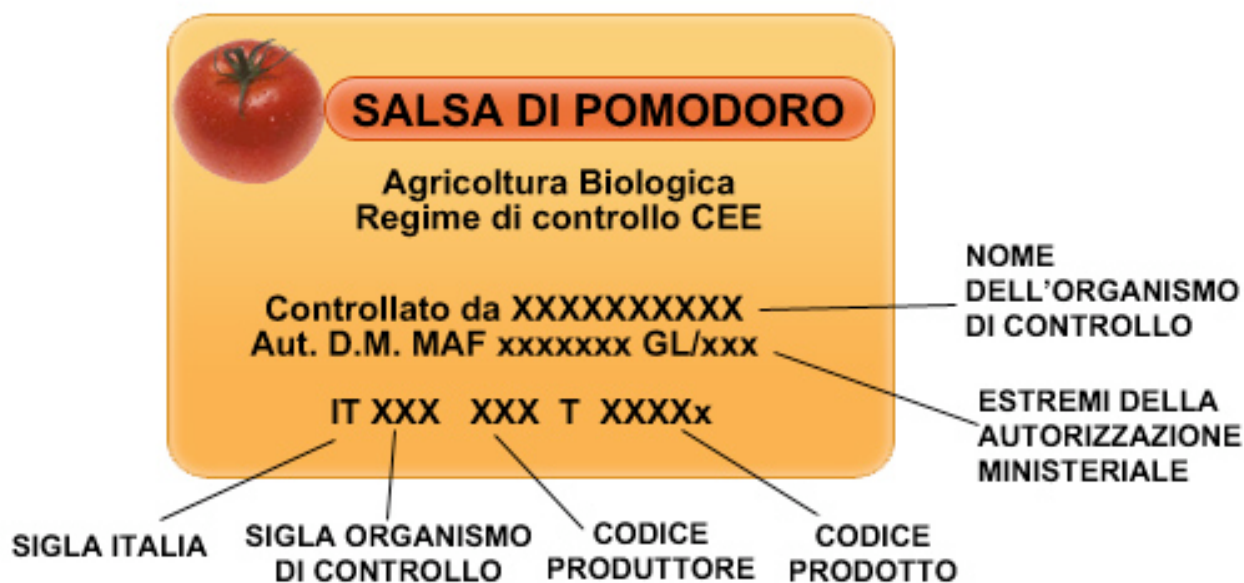 SALSA DI POMODORO
Agricoltura Biologica
Regime di controllo CEE
Controllato da XXXXXXXXXX
Aut. D.M. MAF xxxxxxx GL/xxx
IT XXX XXX T XXXXx
NOME
DELL'ORGANISMO
DI CONTROLLO
ESTREMI DELLA
AUTORIZZAZIONE
MINISTERIALE
SIGLA ITALIA
SIGLA ORGANISMO
DI CONTROLLO
CODICE
PRODUTTORE
CODICE
PRODOTTO